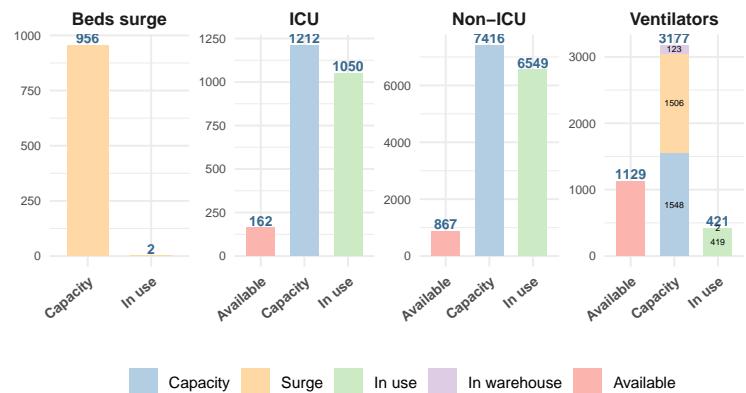 Beds surge
ICU
Non−ICU
Ventilators
956
2
1000
750
500
250
0
Capacity
In use
162
1212
1050
1250
1000
750
500
250
0
Available
Capacity
In use
867
7416
6549
6000
4000
2000
0
Available
Capacity
In use
1129
3177
123
1506
1548
421
2
419
3000
2000
1000
0
Available
Capacity
In use
Capacity
Surge
In use
In warehouse
Available